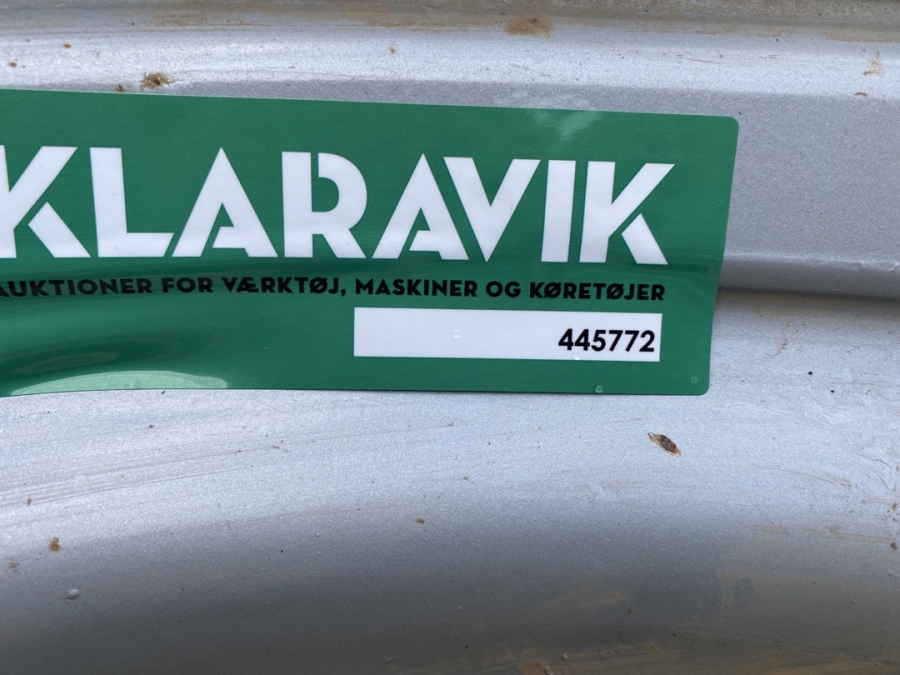 KLARAVIK
AUKTIONER FOR VÆRKTØJ, MASKINER OG KØRETØJER
445772